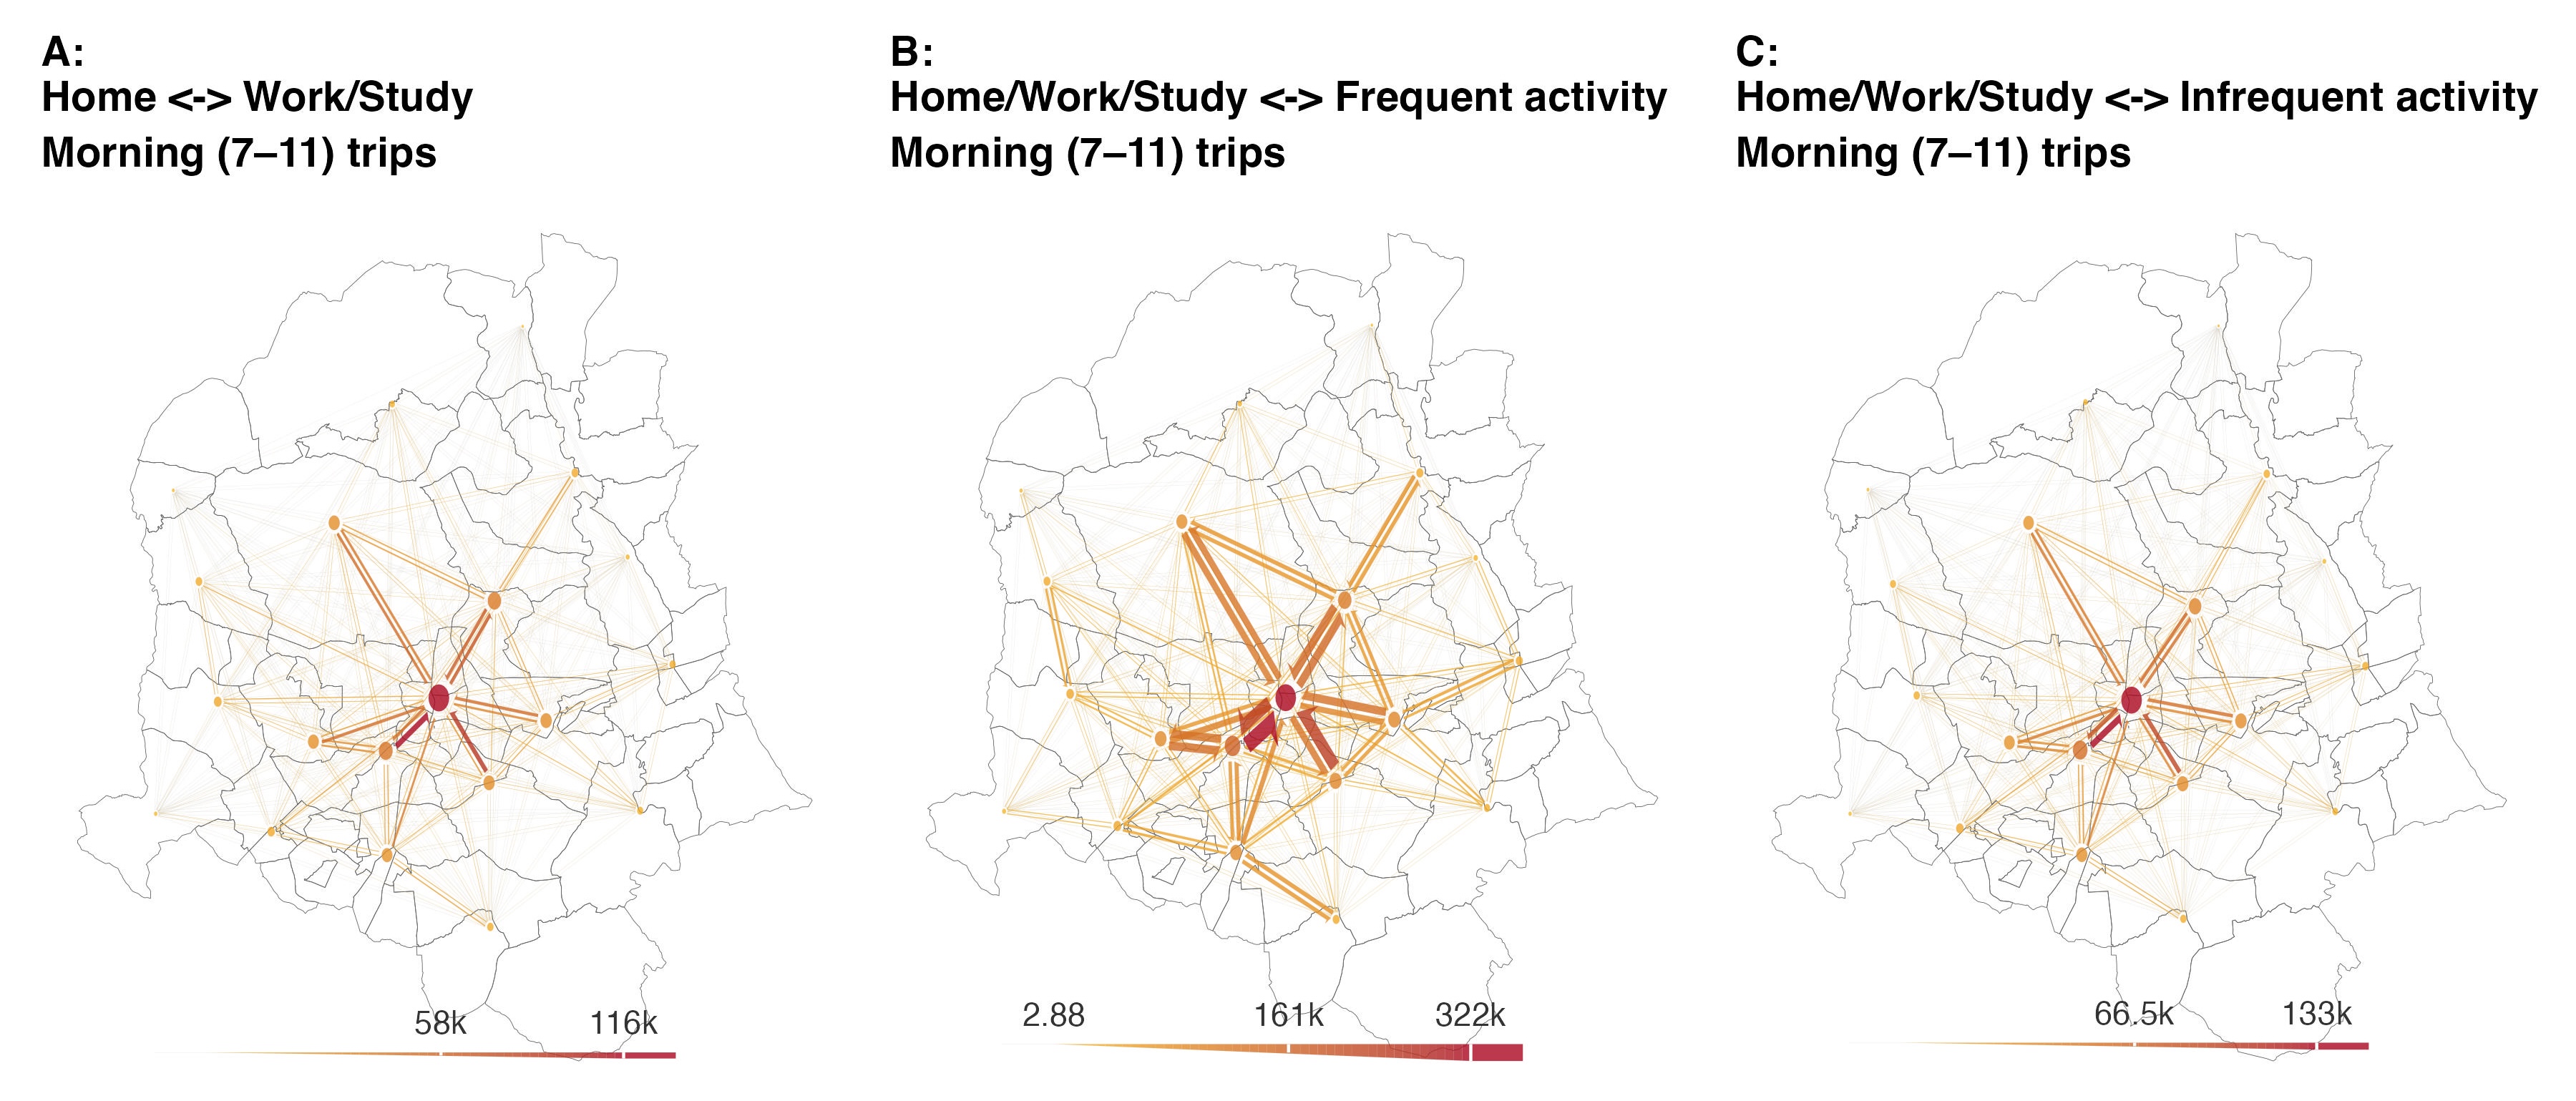 A:
Home <-> Work/Study
Morning (7–11) trips
B:
Home/Work/Study <-> Frequent activity
Morning (7–11) trips
C:
Home/Work/Study <-> Infrequent activity
Morning (7–11) trips
58k 116k
2.88 161k 322k
66.5k 133k